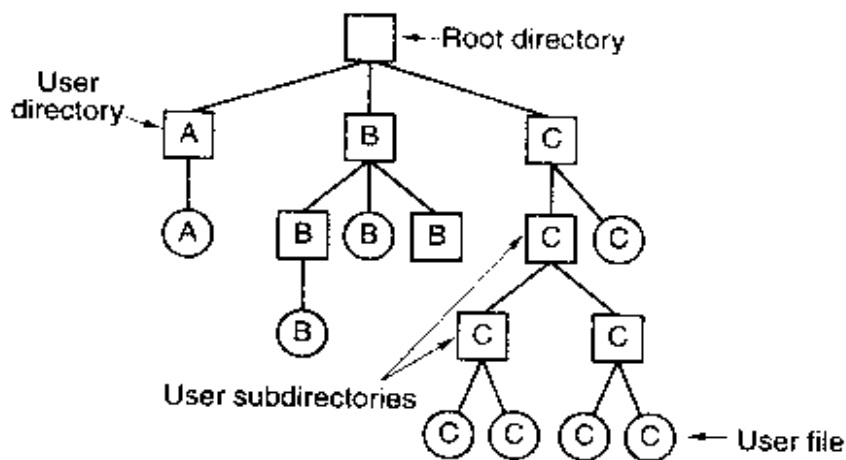 Root directory
User
directory
A
B
C
A
B
B
B
C
C
B
C
C
User subdirectories
C
C
C
C
User file